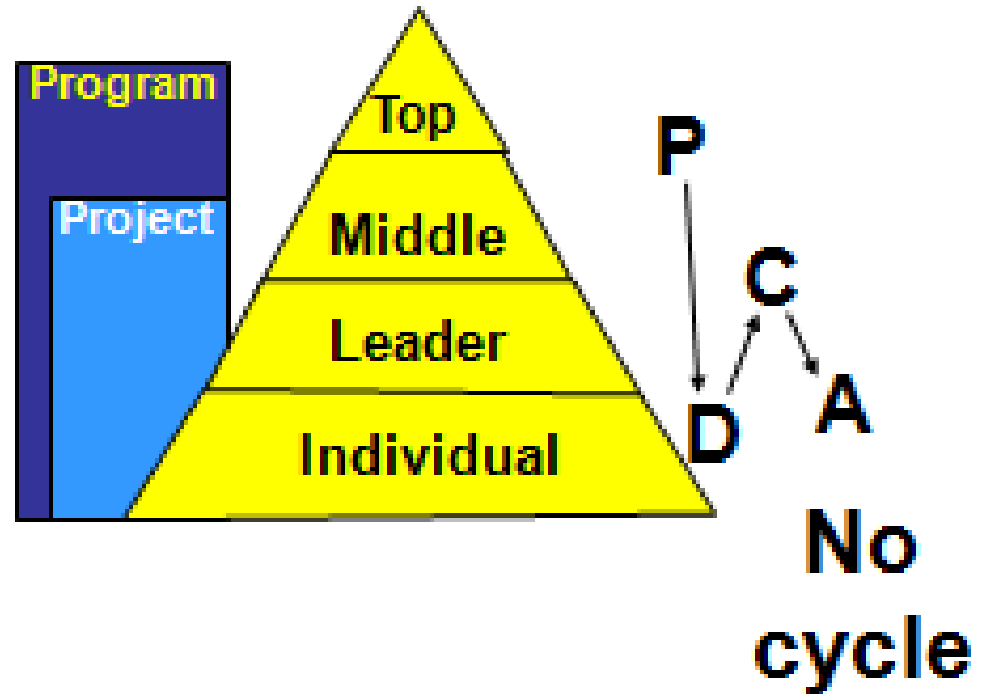 Program
Project
Top
Middle
Leader
Individual
P
D
C
A
No
cycle